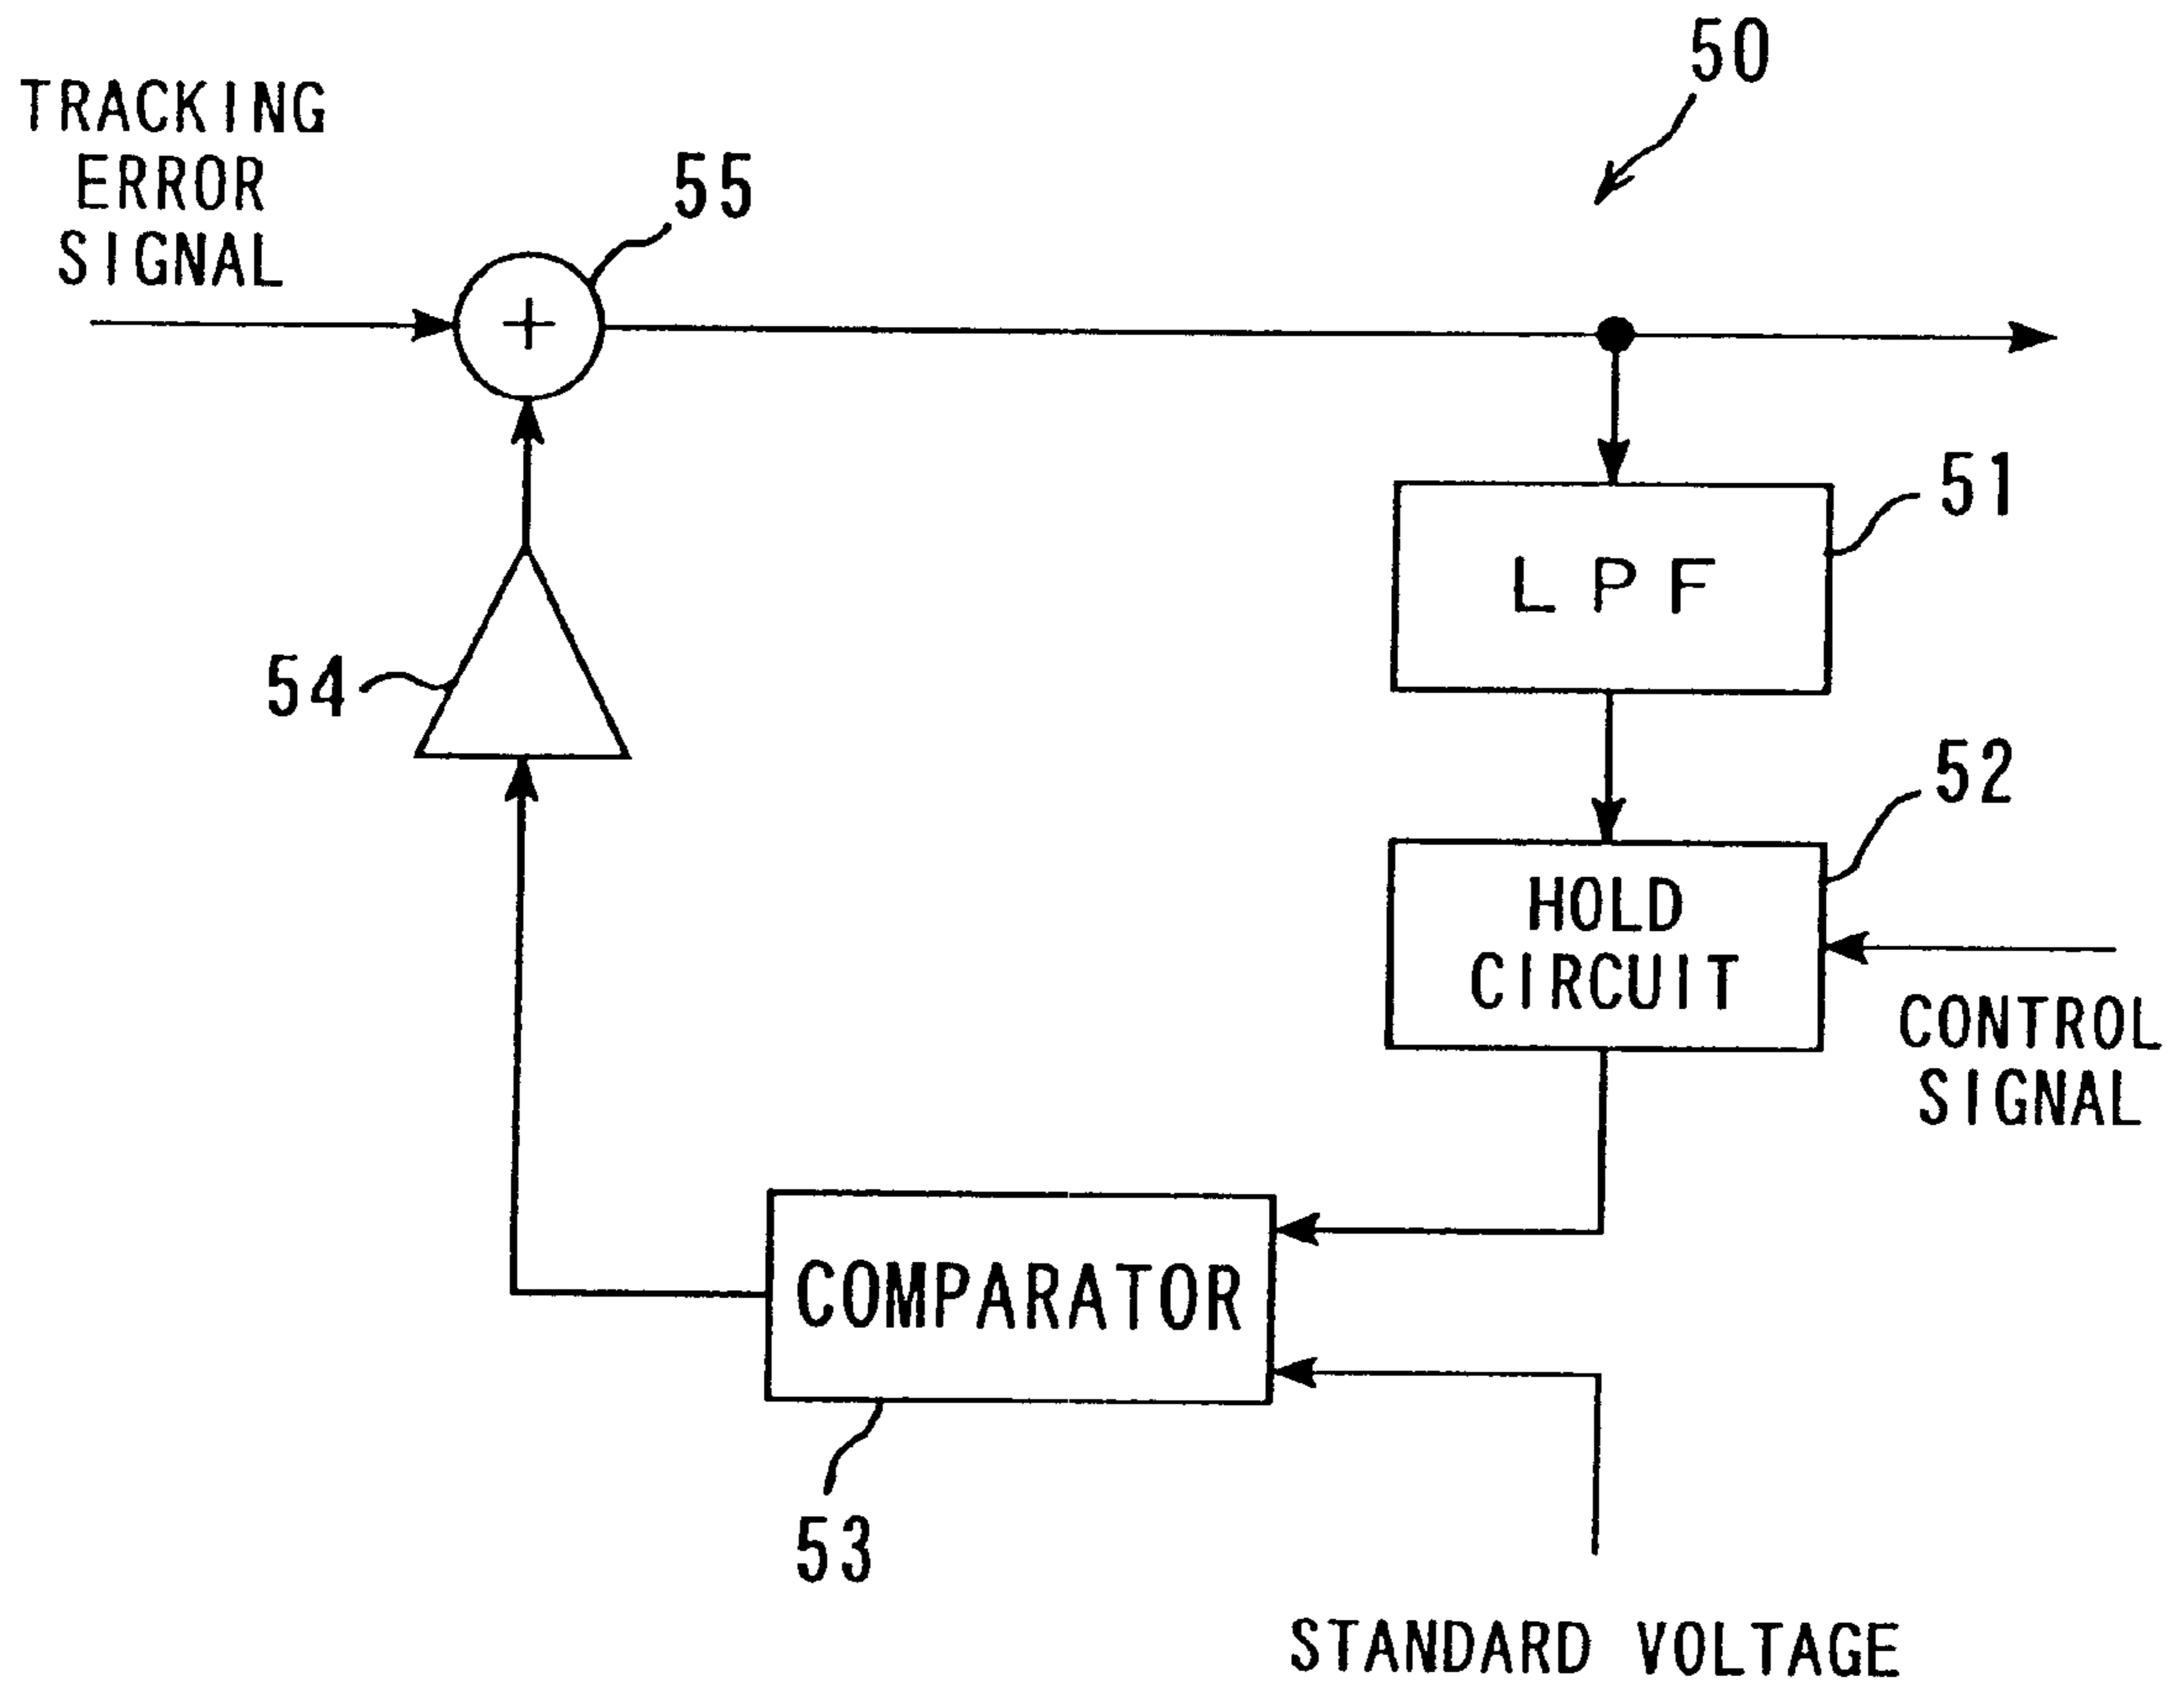 50
TRACKING
ERROR
SIGNAL
55
+
51
LPF
54
52
HOLD
CIRCUIT
CONTROL
SIGNAL
COMPARATOR
53
STANDARD VOLTAGE